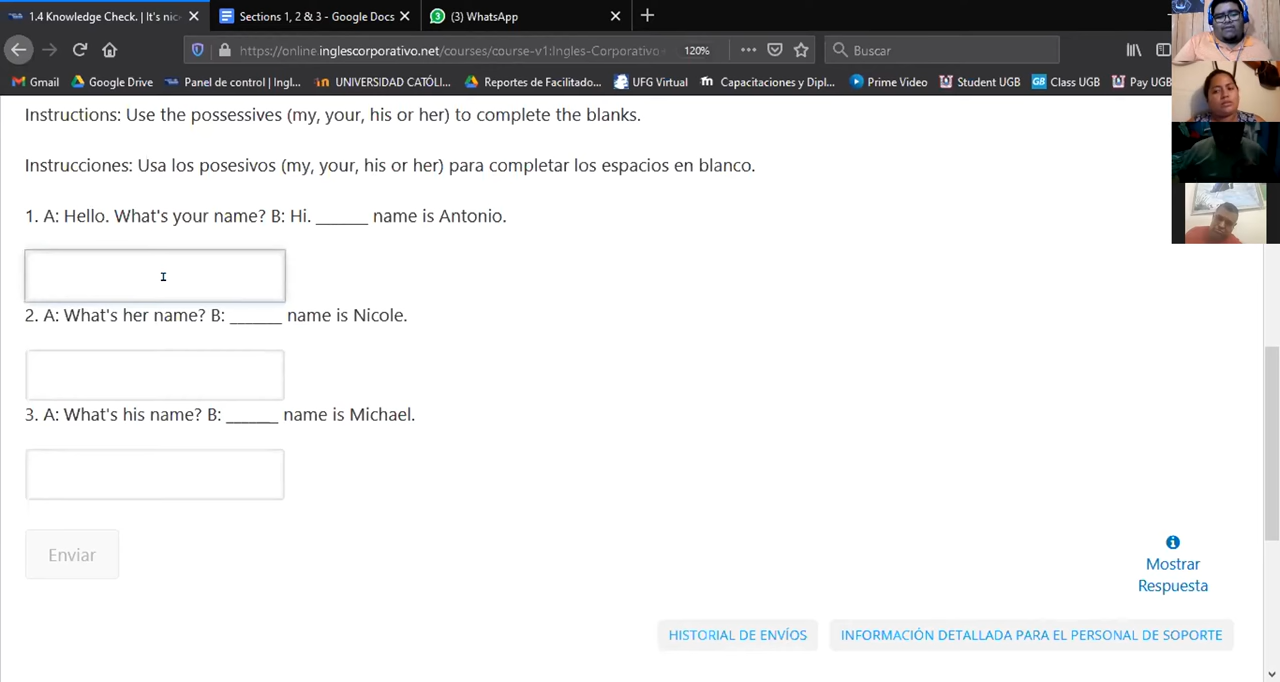 1.4 Knowledge Check. | It's nic
Sections 1, 2 & 3 - Google Docs
(3) WhatsApp
https://online.inglescorporativo.net/courses/course-v1:Ingles-Corporativo
120%
Buscar
Gmail
Google Drive
Panel de control | Ingl...
UNIVERSIDAD CATÓLI...
Reportes de Facilitado...
UFG Virtual
Capacitaciones y Dipl...
Prime Video
Student UGB
Class UGB
Pay UGB
Instructions: Use the possessives (my, your, his or her) to complete the blanks.
Instrucciones: Usa los posesivos (my, your, his or her) para completar los espacios en blanco.
1. A: Hello. What's your name? B: Hi. ______ name is Antonio.
2. A: What's her name? B: ______ name is Nicole.
3. A: What's his name? B: ______ name is Michael.
Enviar
Mostrar
Respuesta
HISTORIAL DE ENVÍOS
INFORMACIÓN DETALLADA PARA EL PERSONAL DE SOPORTE